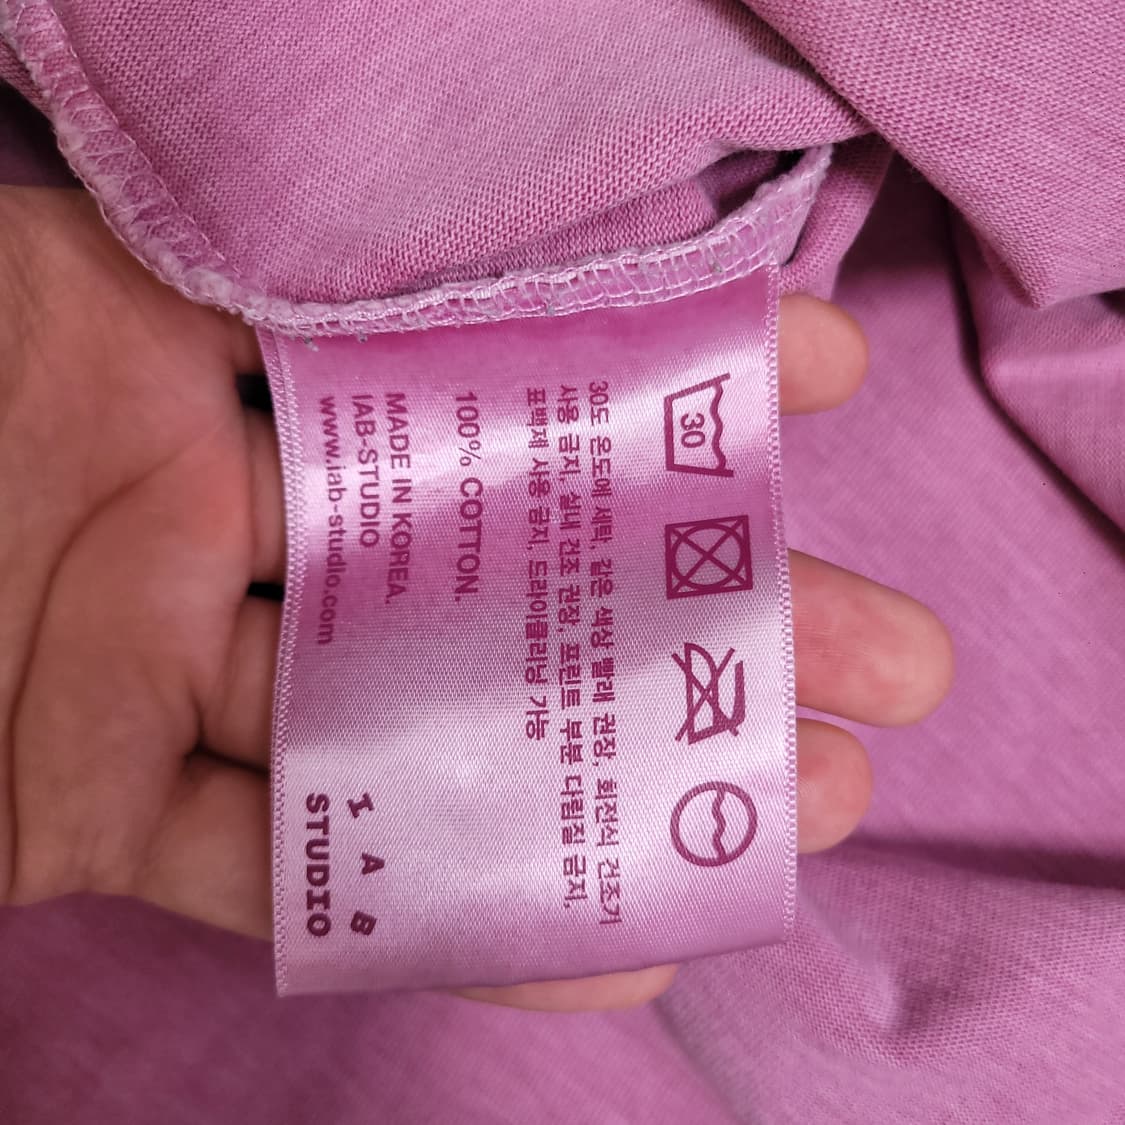 30
30도 온도에 세탁, 같은 색상 빨래 권장, 회전식 건조기
사용 금지, 실내 건조 권장, 프린트 부분 다림질 금지,
표백제 사용 금지, 드라이클리닝 가능
100% COTTON.
MADE IN KOREA.
IAB-STUDIO
www.iab-studio.com
I A B
STUDIO